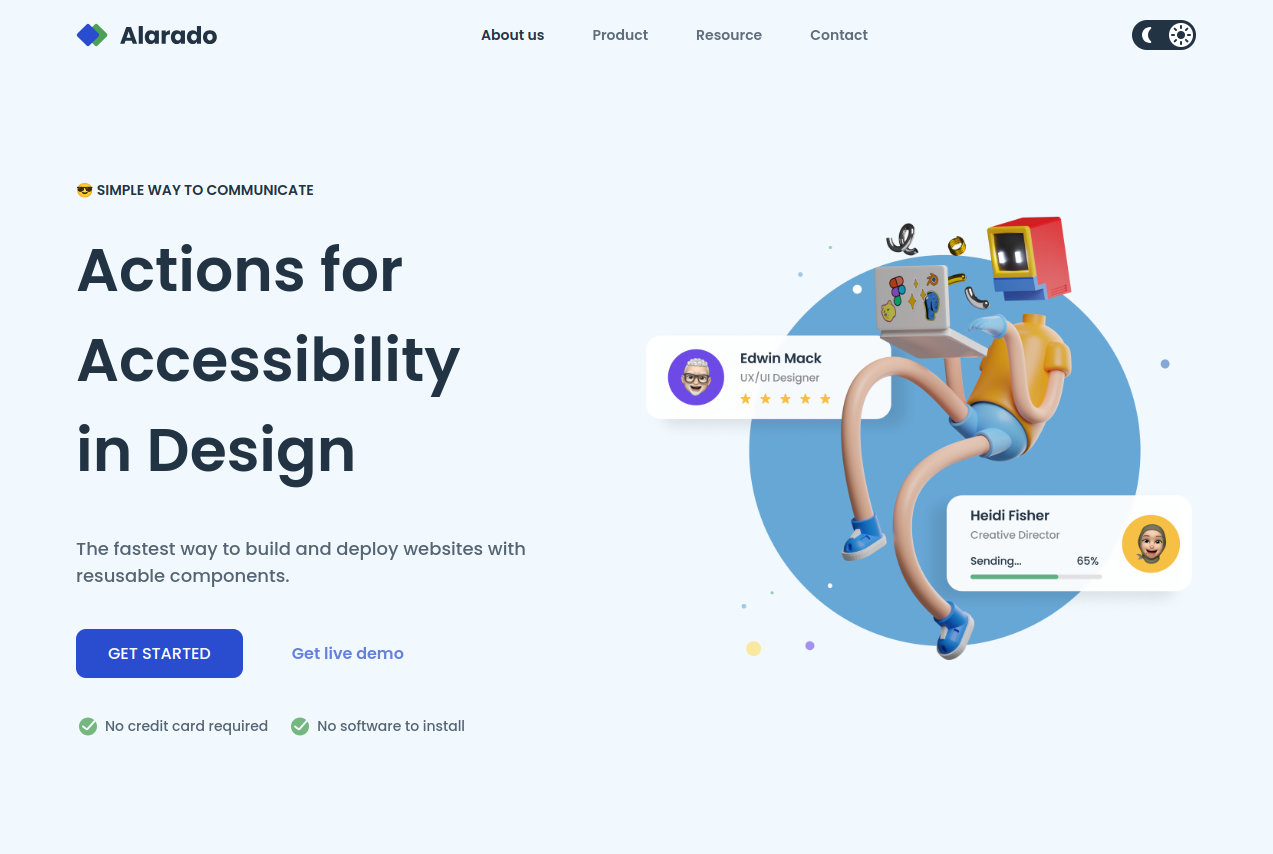 Alarado
About us
Product
Resource
Contact
😎 SIMPLE WAY TO COMMUNICATE
Actions for
Accessibility
in Design
The fastest way to build and deploy websites with
resusable components.
GET STARTED
Get live demo
No credit card required
No software to install
Edwin Mack
UX/UI Designer
Heidi Fisher
Creative Director
Sending...
65%